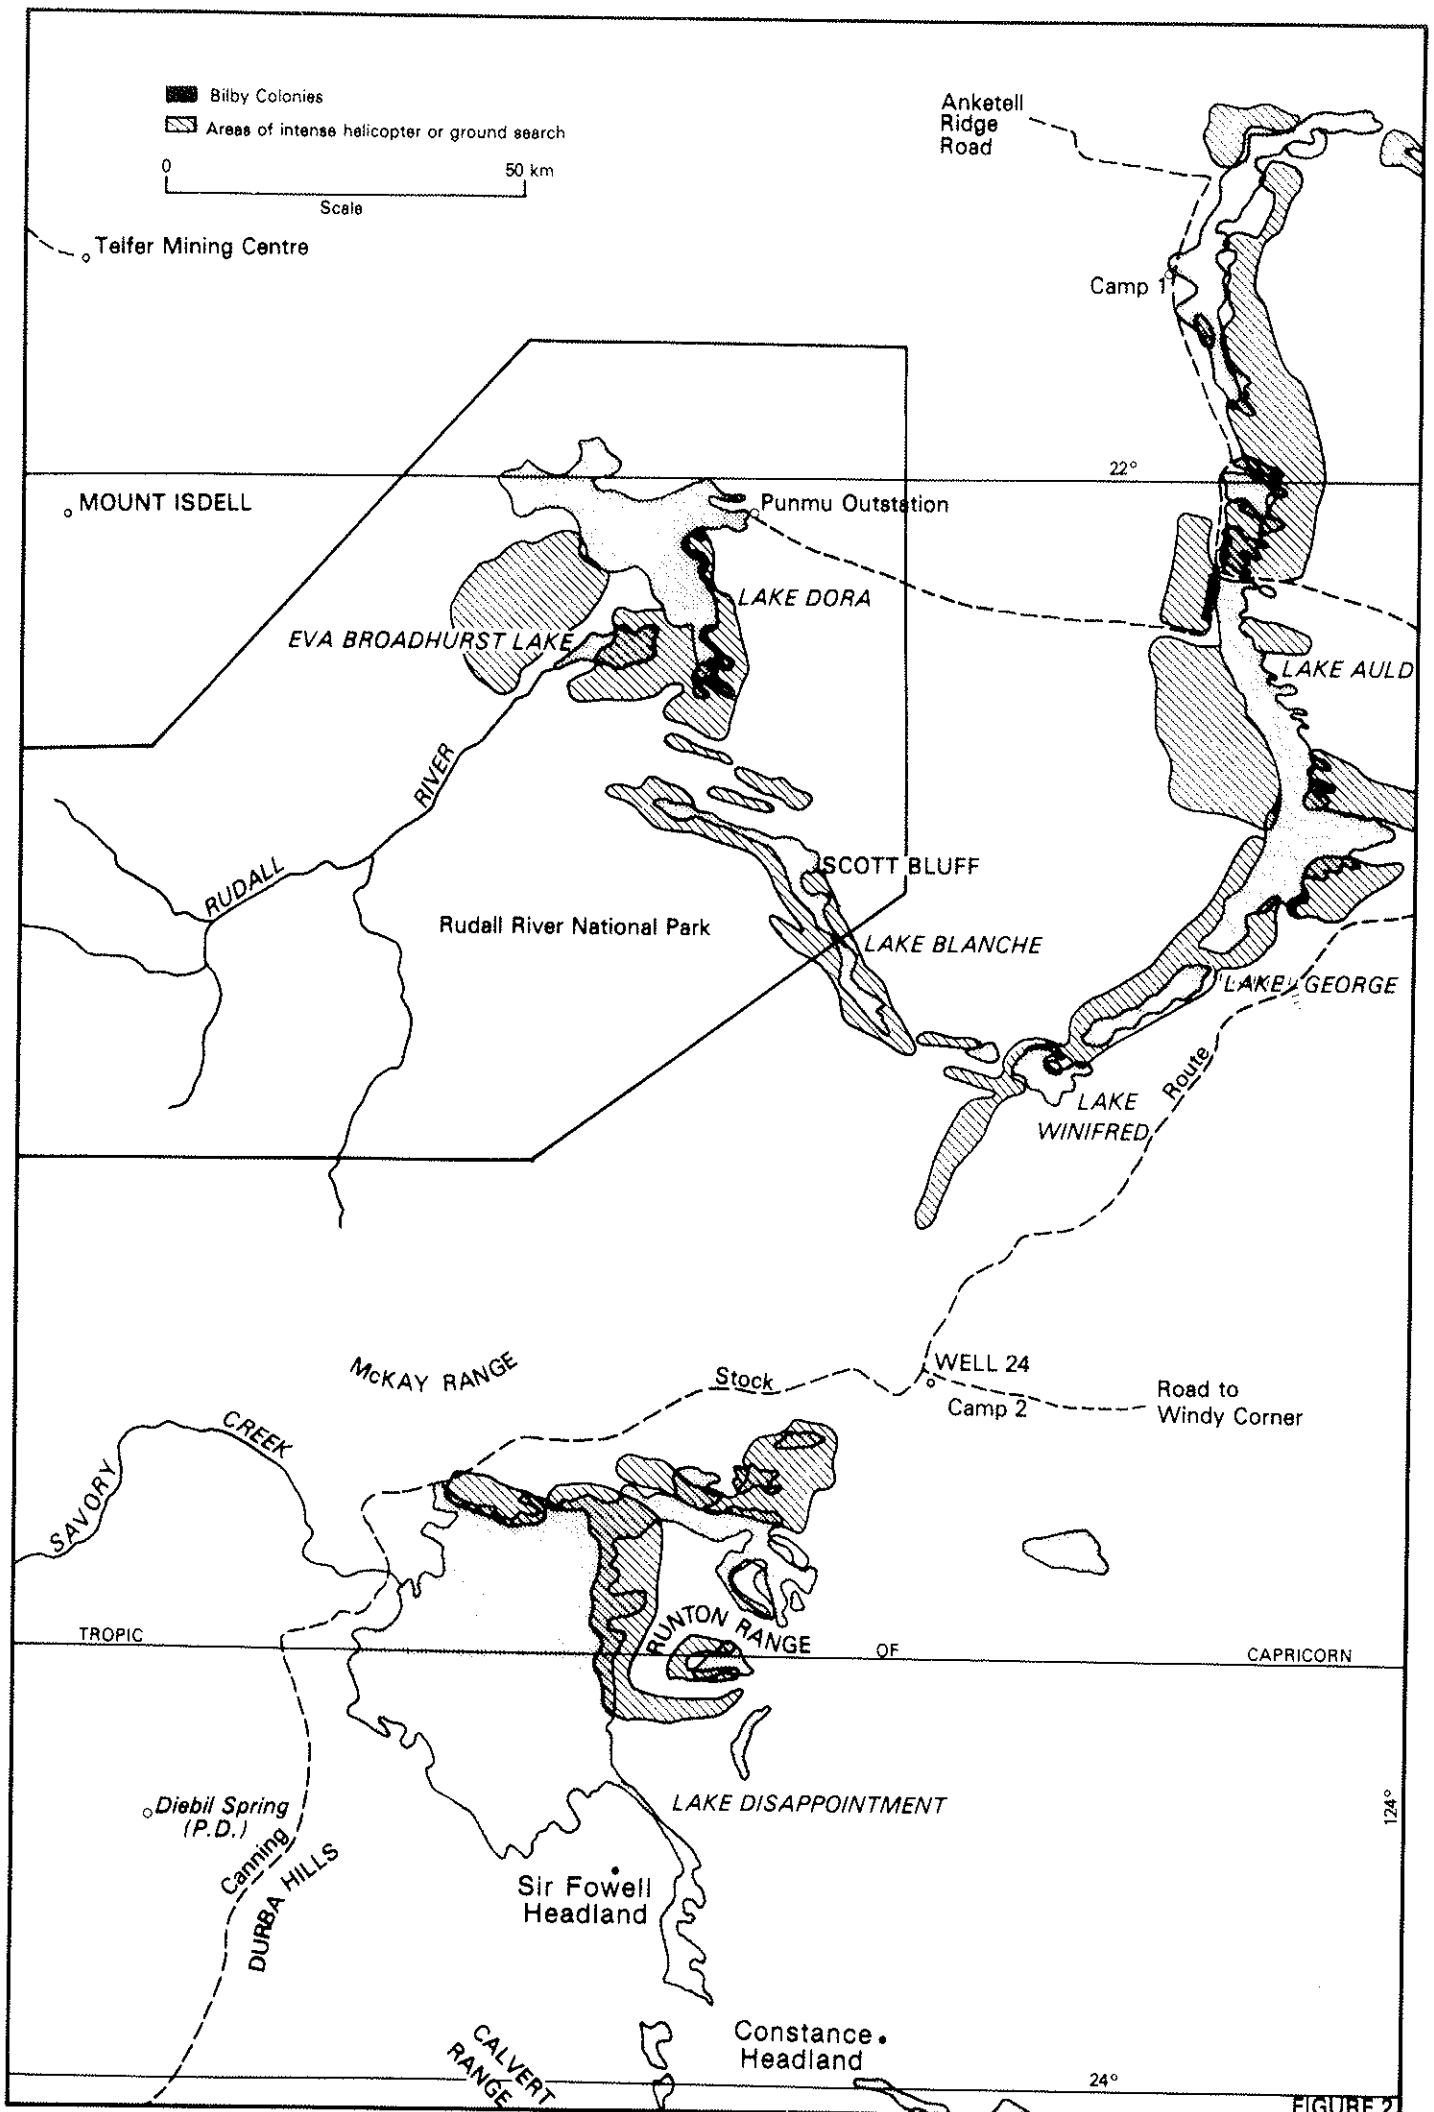 Bilby Colonies
Areas of intense helicopter or ground search
0
50 km
Scale
Anketell
Ridge
Road
Telfer Mining Centre
Camp 1
22°
MOUNT ISDELL
Punmu Outstation
LAKE DORA
EVA BROADHURST LAKE
LAKE AULD
RIVER
RUDALL
SCOTT BLUFF
Rudall River National Park
LAKE BLANCHE
LAKE GEORGE
Route
LAKE
WINIFRED
WELL 24
McKAY RANGE
Stock
Camp 2
Road to
Windy Corner
CREEK
SAVORY
RUNTON RANGE
TROPIC
OF
CAPRICORN
Diebil Spring
(P.D.)
LAKE DISAPPOINTMENT
124°
Canning
DURBA HILLS
Sir Fowell
Headland
Constance
Headland
CALVERT
RANGE
24°
FIGURE 2